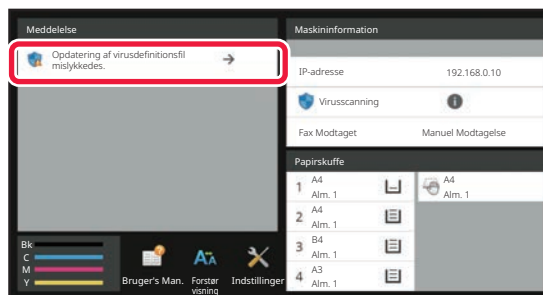 Meddelelse
Opdatering af virusdefinitionsfil
mislykkedes.
Maskininformation
IP-adresse 192.168.0.10
Virusscanning
Fax Modtaget Manuel Modtagelse
Papirskuffe
1 A4
Alm. 1
A4
Alm. 1
2 A4
Alm. 1
3 B4
Alm. 1
4 A3
Alm. 1
Bk
C
M
Y
Bruger's Man.
Forstør
visning
Indstillinger